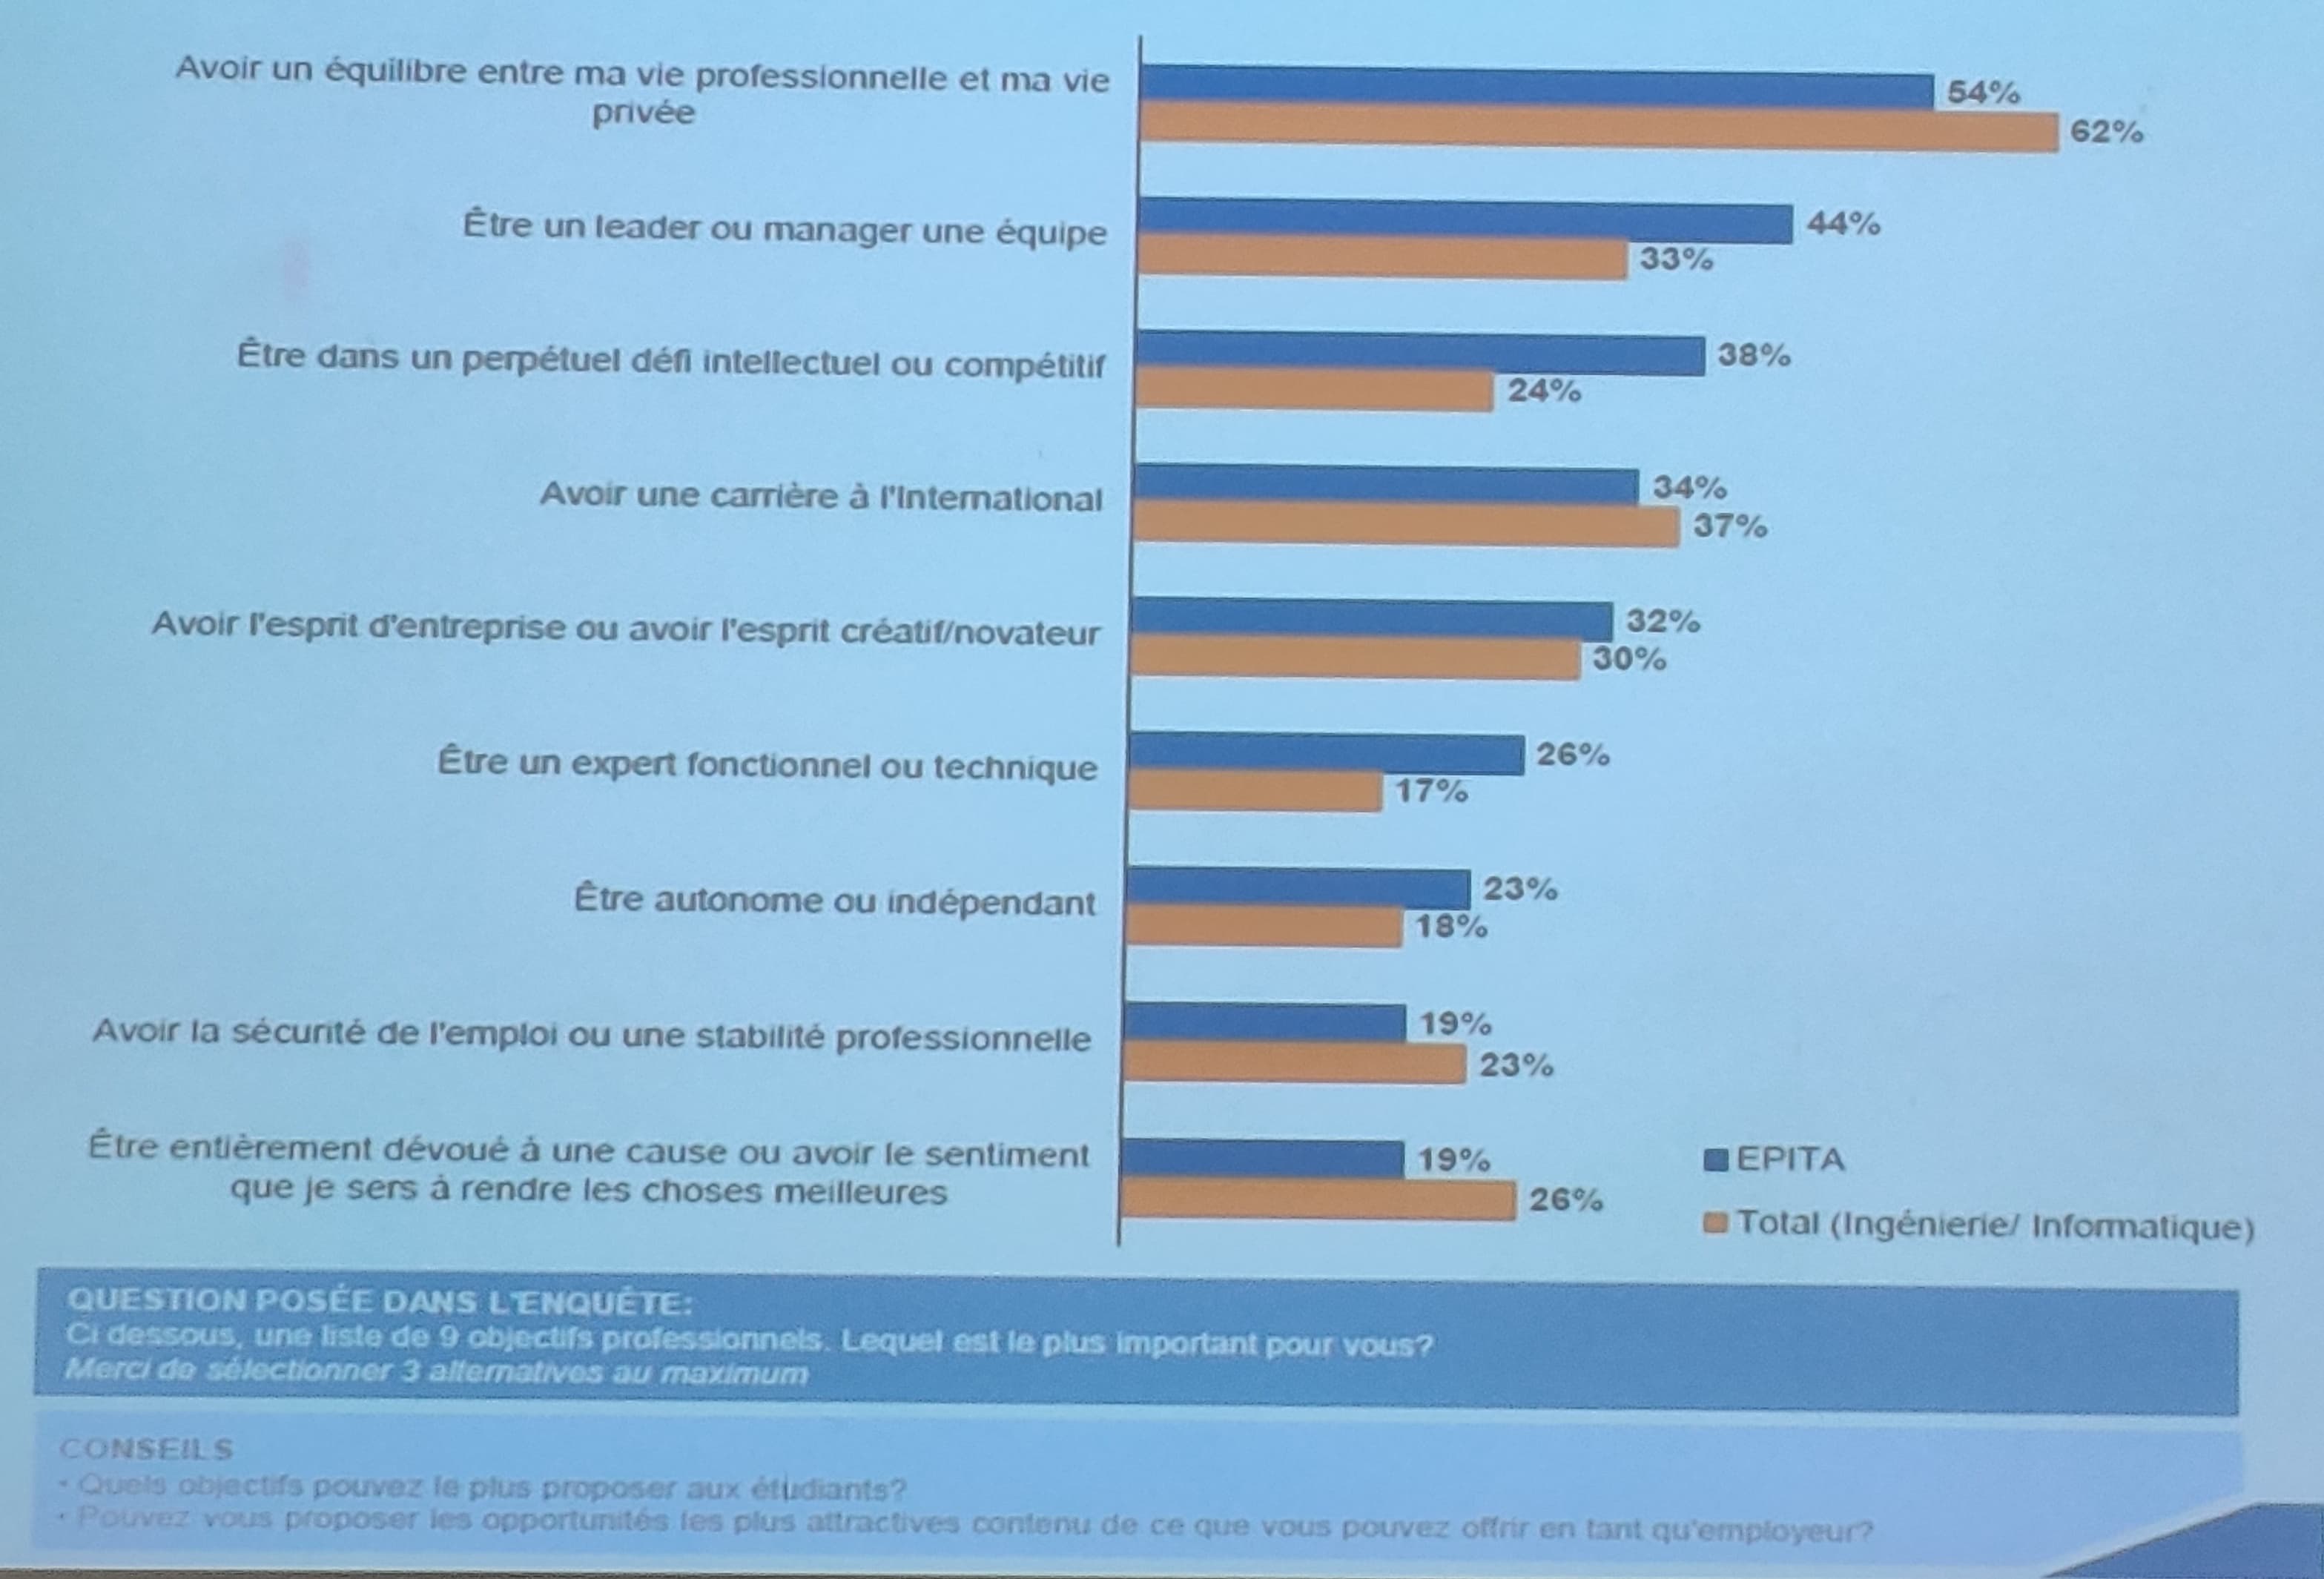 Avoir un équilibre entre ma vie professionnelle et ma vie
privée
54%
62%
Être un leader ou manager une équipe
44%
33%
Être dans un perpétuel défi intellectuel ou compétitif
38%
24%
Avoir une carrière à l'International
34%
37%
Avoir l'esprit d'entreprise ou avoir l'esprit créatif/novateur
32%
30%
Être un expert fonctionnel ou technique
26%
17%
Être autonome ou indépendant
23%
18%
Avoir la sécurité de l'emploi ou une stabilité professionnelle
19%
23%
Être entièrement dévoué à une cause ou avoir le sentiment
que je sers à rendre les choses meilleures
19%
26%
EPITA
Total (Ingénierie/ Informatique)
QUESTION POSÉE DANS L'ENQUÊTE:
Ci dessous, une liste de 9 objectifs professionnels. Lequel est le plus important pour vous?
Merci de sélectionner 3 alternatives au maximum
CONSEILS
• Quels objectifs pouvez le plus proposer aux étudiants?
• Pouvez vous proposer les opportunités les plus attractives contenu de ce que vous pouvez offrir en tant qu'employeur?